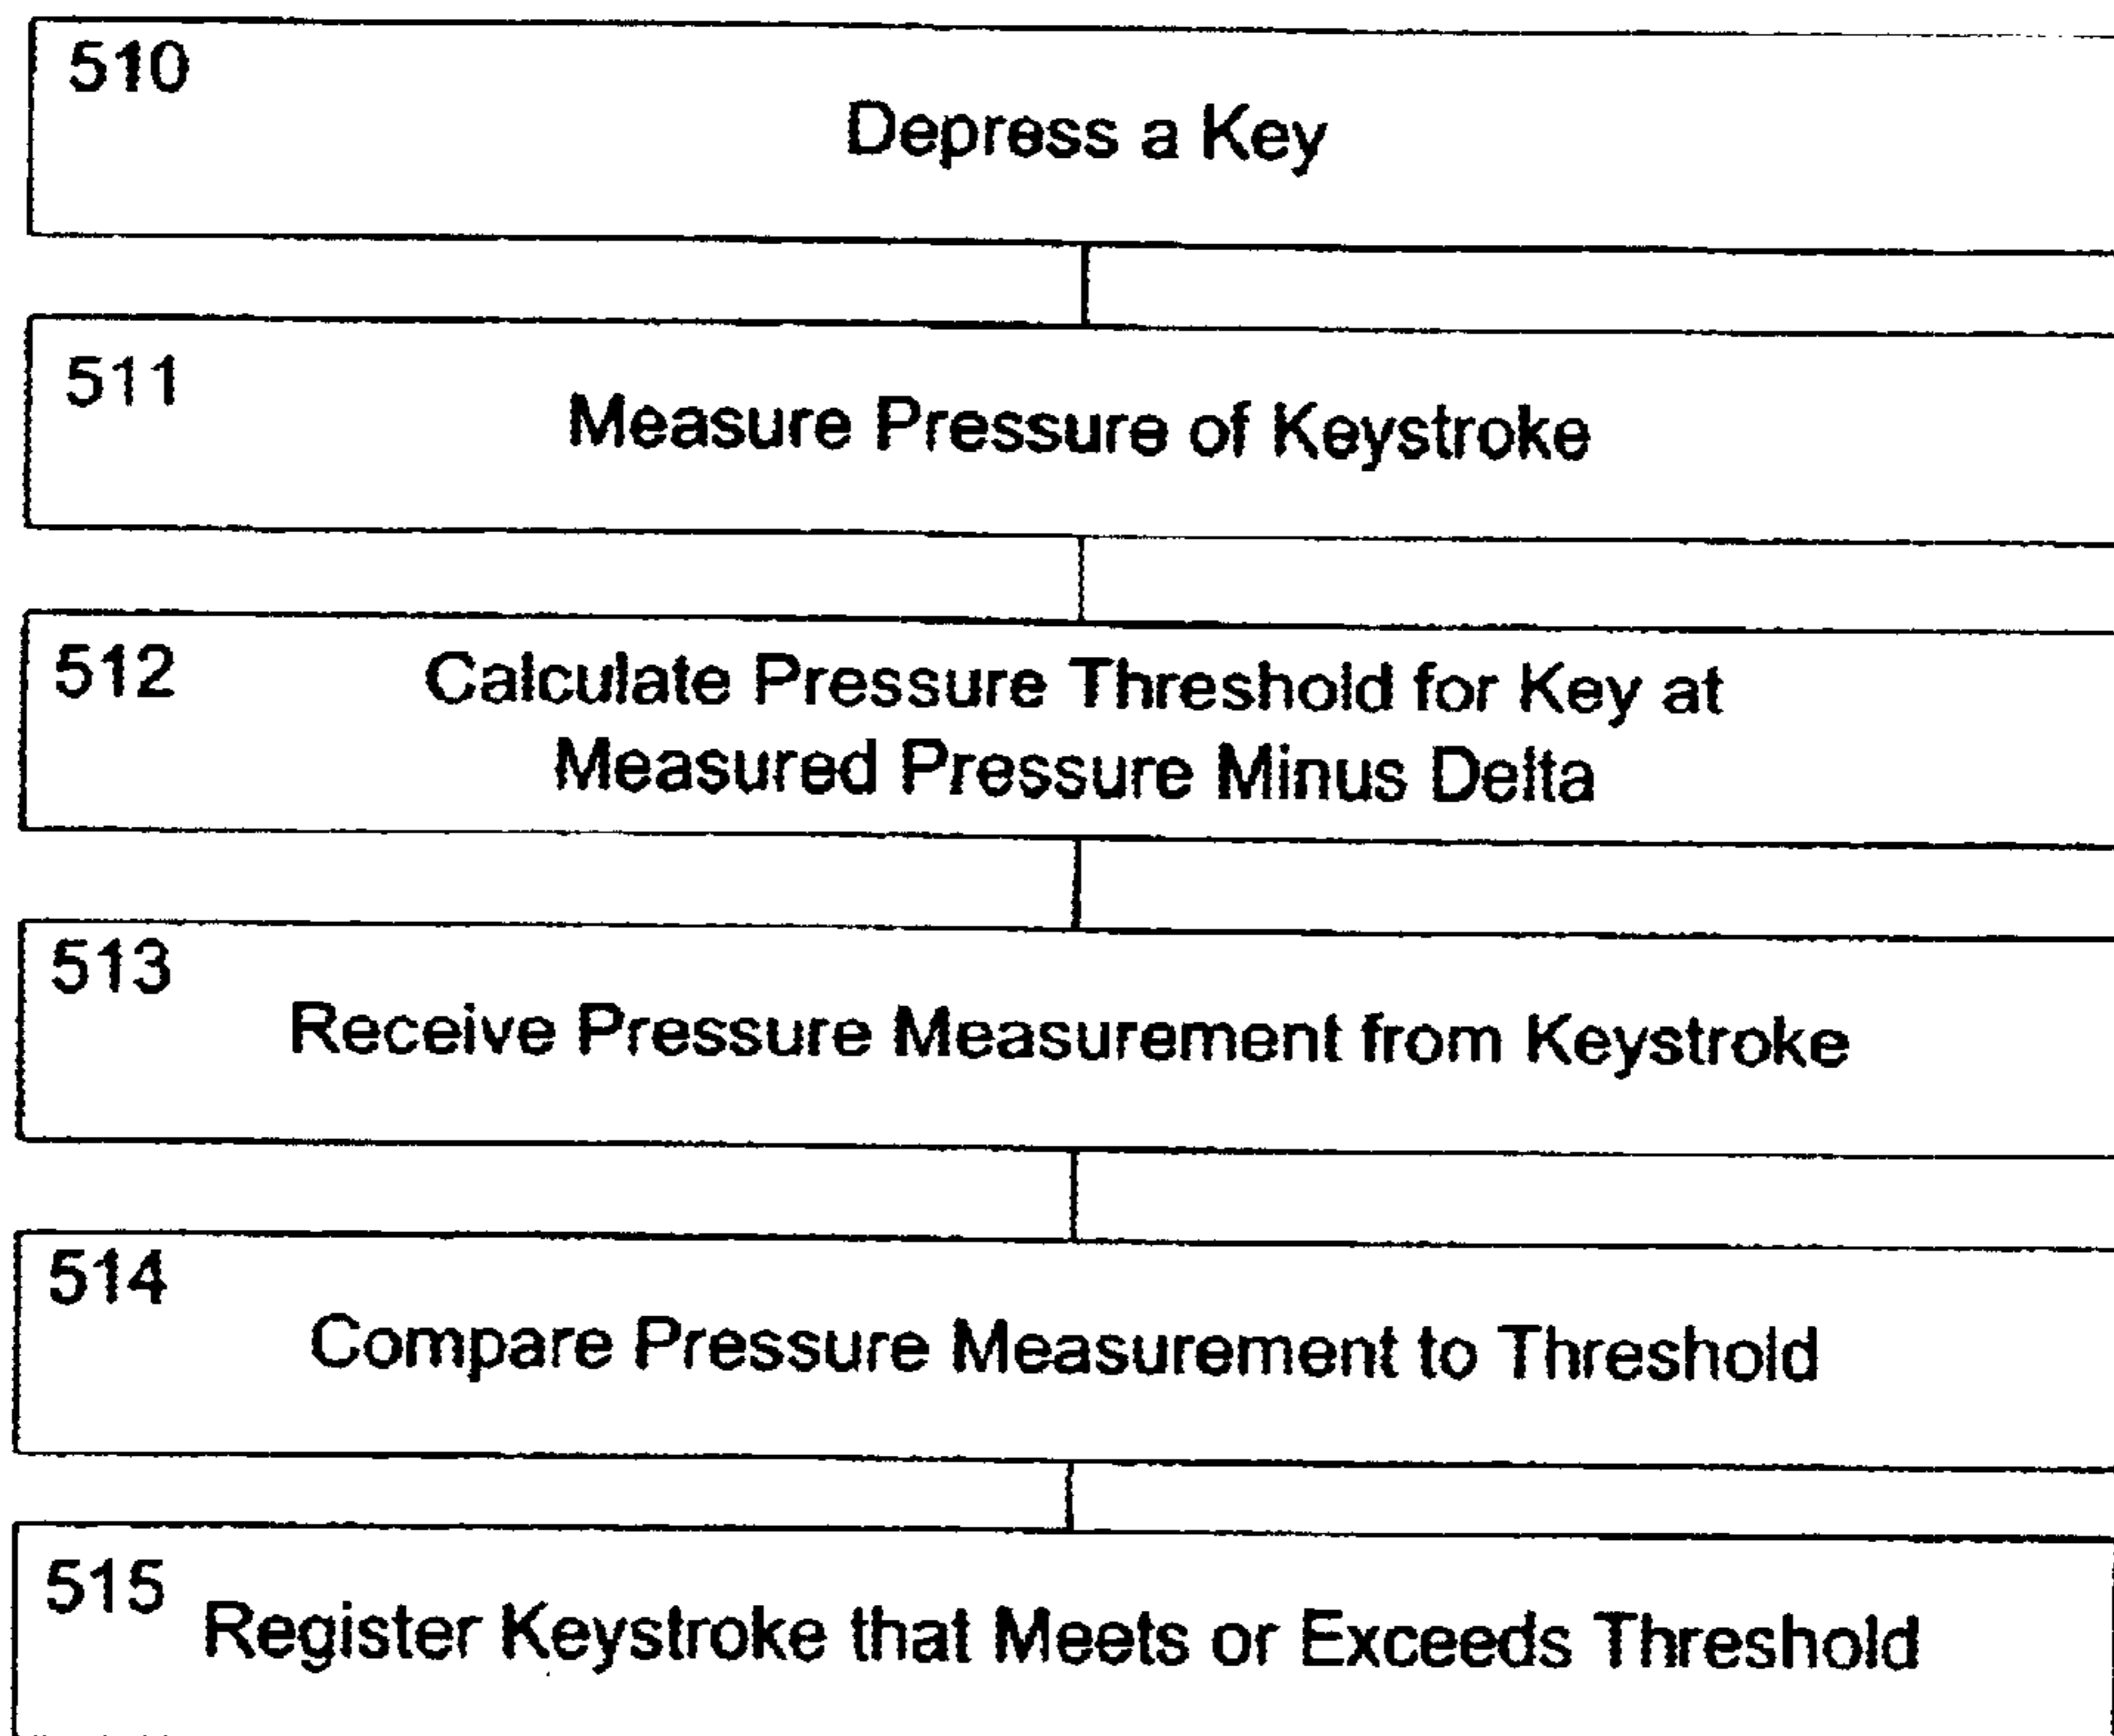 510
Depress a Key
511
Measure Pressure of Keystroke
512
Calculate Pressure Threshold for Key at
Measured Pressure Minus Delta
513
Receive Pressure Measurement from Keystroke
514
Compare Pressure Measurement to Threshold
515
Register Keystroke that Meets or Exceeds Threshold